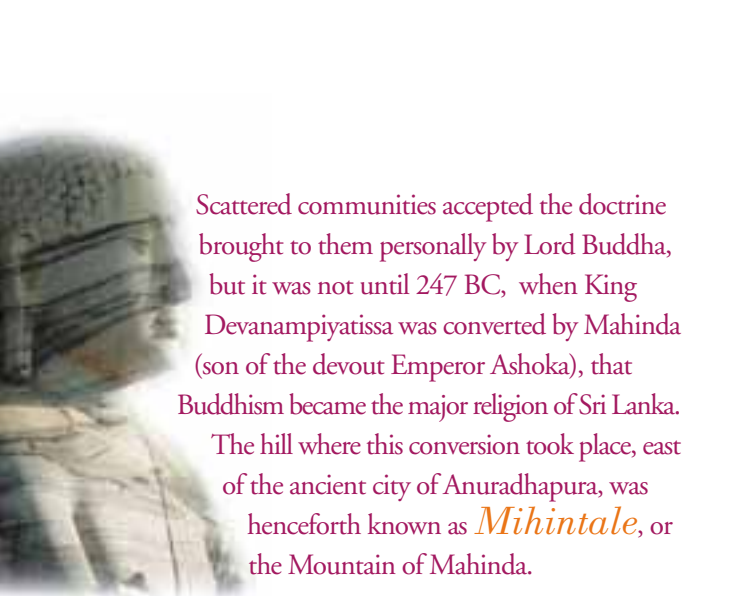 Scattered communities accepted the doctrine
brought to them personally by Lord Buddha,
but it was not until 247 BC, when King
Devanampiyatissa was converted by Mahinda
(son of the devout Emperor Ashoka), that
Buddhism became the major religion of Sri Lanka.
The hill where this conversion took place, east
of the ancient city of Anuradhapura, was
henceforth known as Mihintale, or
the Mountain of Mahinda.